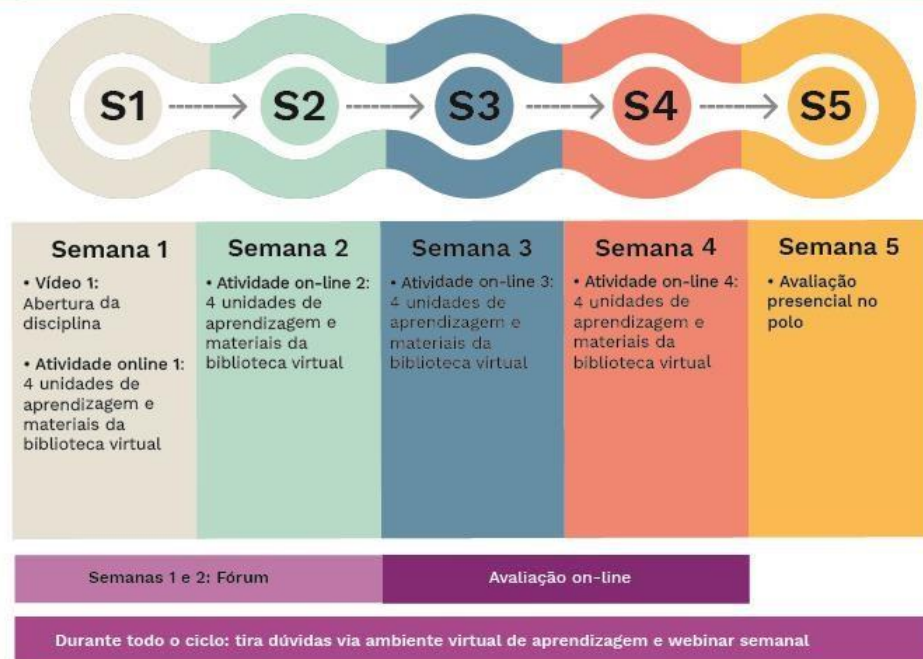 S1
S2
S3
S4
S5
Semana 1
• Vídeo 1:
Abertura da
disciplina
• Atividade online 1:
4 unidades de
aprendizagem e
materiais da
biblioteca virtual
Semana 2
• Atividade on-line 2:
4 unidades de
aprendizagem e
materiais da
biblioteca virtual
Semana 3
• Atividade on-line 3:
4 unidades de
aprendizagem e
materiais da
biblioteca virtual
Semana 4
• Atividade on-line 4:
4 unidades de
aprendizagem e
materiais da
biblioteca virtual
Semana 5
• Avaliação
presencial no
polo
Semanas 1 e 2: Fórum
Avaliação on-line
Durante todo o ciclo: tira dúvidas via ambiente virtual de aprendizagem e webinar semanal